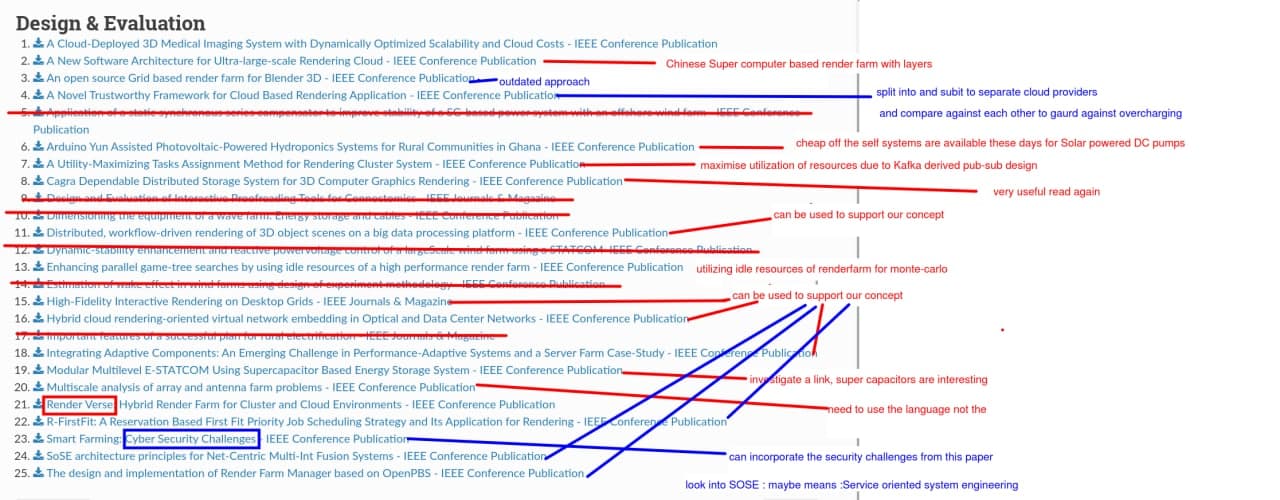 Design & Evaluation
1. A Cloud-Deployed 3D Medical Imaging System with Dynamically Optimized Scalability and Cloud Costs - IEEE Conference Publication
2. A New Software Architecture for Ultra-large-scale Rendering Cloud - IEEE Conference Publication
Chinese Super computer based render farm with layers
3. An open source Grid based render farm for Blender 3D - IEEE Conference Publication
outdated approach
4. A Novel Trustworthy Framework for Cloud Based Rendering Application - IEEE Conference Publication
split into and subit to separate cloud providers
5. Application of a static synchronous series compensator to improve stability of a SG-based power system with an offshore wind farm - IEEE Conference
and compare against each other to gaurd against overcharging
Publication
6. Arduino Yun Assisted Photovoltaic-Powered Hydroponics Systems for Rural Communities in Ghana - IEEE Conference Publication
cheap off the self systems are available these days for Solar powered DC pumps
7. A Utility-Maximizing Tasks Assignment Method for Rendering Cluster System - IEEE Conference Publication
maximise utilization of resources due to Kafka derived pub-sub design
8. Cagra Dependable Distributed Storage System for 3D Computer Graphics Rendering - IEEE Conference Publication
very useful read again
9. Design and Evaluation of Interactive Proofreading Tools for Connectomics - IEEE Journals & Magazine
10. Dimensioning the equipment of a wave farm: Energy storage and cables - IEEE Conference Publication
can be used to support our concept
11. Distributed, workflow-driven rendering of 3D object scenes on a big data processing platform - IEEE Conference Publication
12. Dynamic-stability enhancement and reactive power/voltage control of a large-scale wind farm using a STATCOM - IEEE Conference Publication
13. Enhancing parallel game-tree searches by using idle resources of a high performance render farm - IEEE Conference Publication
utilizing idle resources of renderfarm for monte-carlo
14. Estimation of wake effect in wind farms using design of experiment methodology - IEEE Conference Publication
15. High-Fidelity Interactive Rendering on Desktop Grids - IEEE Journals & Magazine
can be used to support our concept
16. Hybrid cloud rendering-oriented virtual network embedding in Optical and Data Center Networks - IEEE Conference Publication
17. Important features of a successful plan for rural electrification - IEEE Journals & Magazine
18. Integrating Adaptive Components: An Emerging Challenge in Performance-Adaptive Systems and a Server Farm Case-Study - IEEE Conference Publication
19. Modular Multilevel E-STATCOM Using Supercapacitor Based Energy Storage System - IEEE Conference Publication
investigate a link, super capacitors are interesting
20. Multiscale analysis of array and antenna farm problems - IEEE Conference Publication
21. Render Verse Hybrid Render Farm for Cluster and Cloud Environments - IEEE Conference Publication
need to use the language not the
22. R-FirstFit: A Reservation Based First Fit Priority Job Scheduling Strategy and Its Application for Rendering - IEEE Conference Publication
23. Smart Farming: Cyber Security Challenges - IEEE Conference Publication
24. SoSE architecture principles for Net-Centric Multi-Int Fusion Systems - IEEE Conference Publication
can incorporate the security challenges from this paper
25. The design and implementation of Render Farm Manager based on OpenPBS - IEEE Conference Publication
look into SOSE : maybe means :Service oriented system engineering